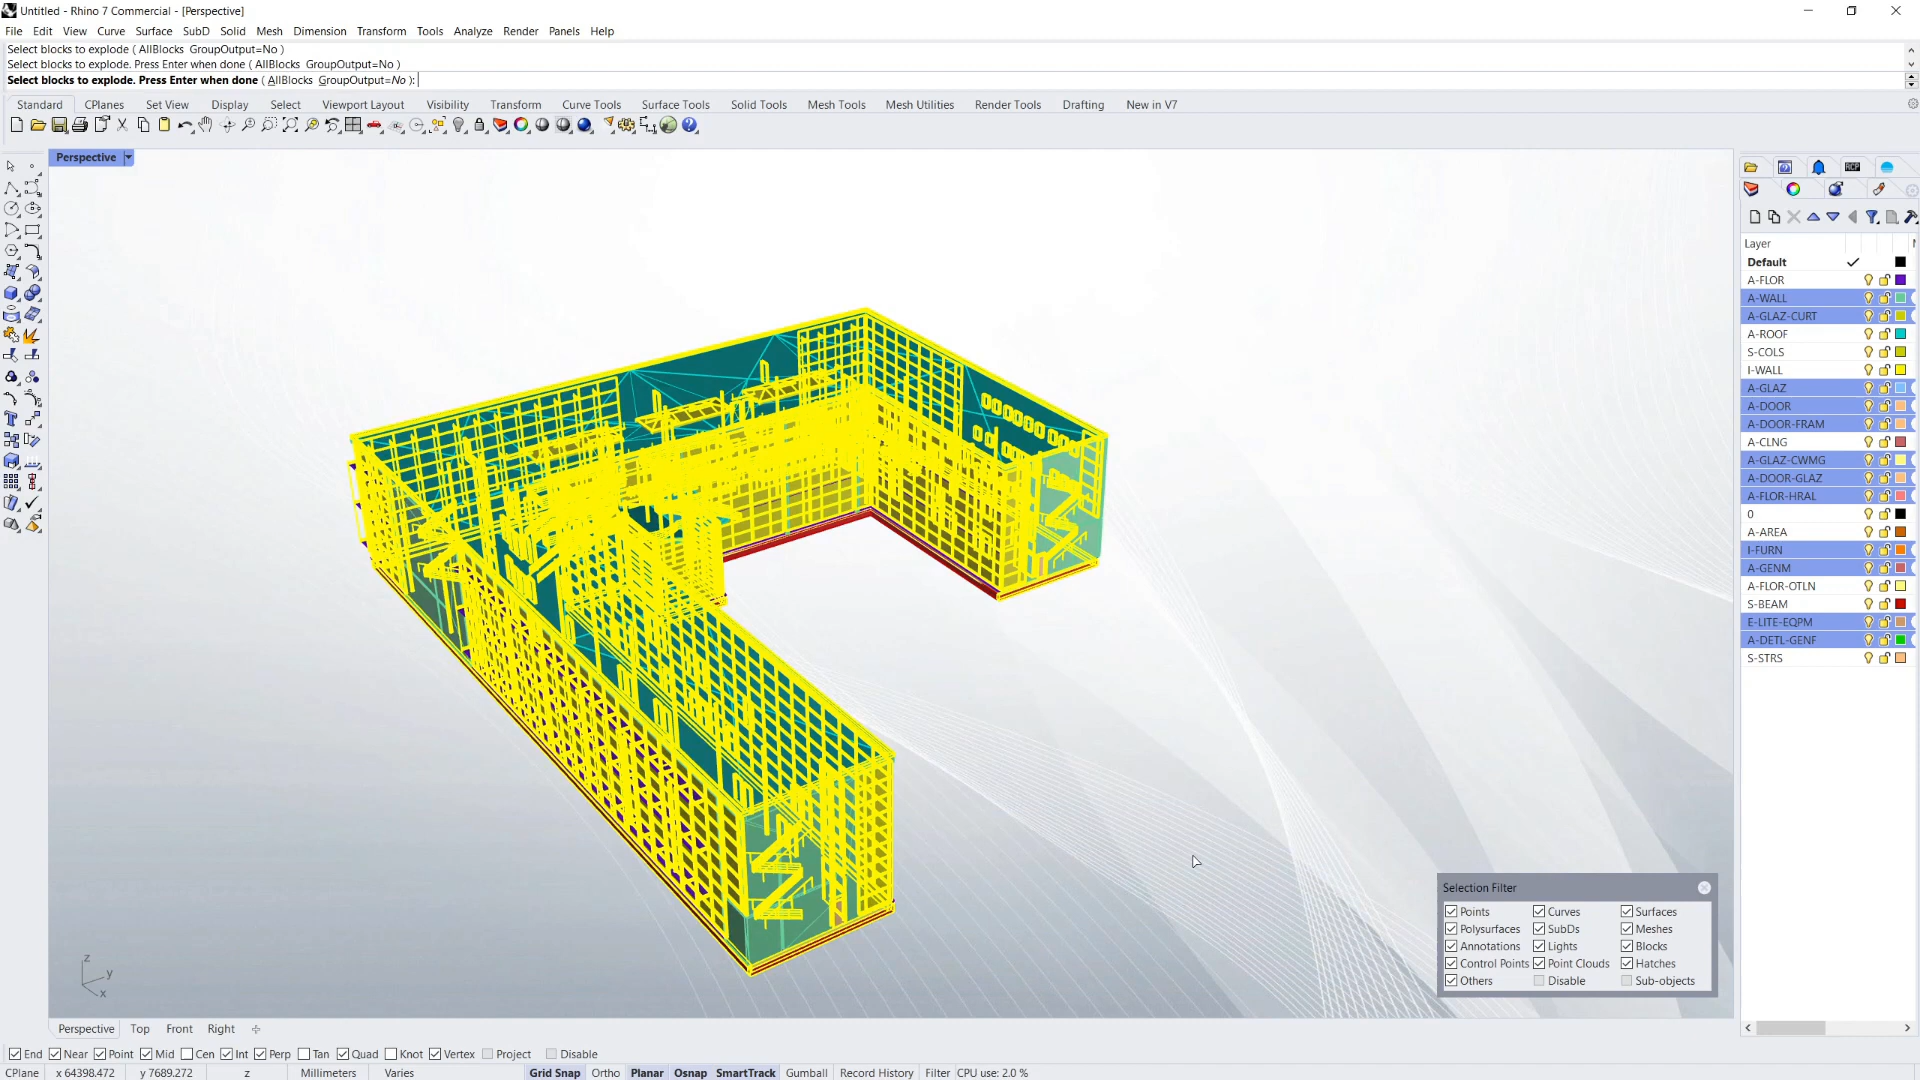 Untitled - Rhino 7 Commercial - [Perspective]
File Edit View Curve Surface SubD Solid Mesh Dimension Transform Tools Analyze Render Panels Help
Select blocks to explode ( AllBlocks GroupOutput=No )
Select blocks to explode. Press Enter when done ( AllBlocks GroupOutput=No )
Select blocks to explode. Press Enter when done ( AllBlocks GroupOutput=No ):
Standard CPlanes Set View Display Select Viewport Layout Visibility Transform Curve Tools Surface Tools Solid Tools Mesh Tools Mesh Utilities Render Tools Drafting New in V7
Perspective
Layer
Default
A-FLOR
A-WALL
A-GLAZ-CURT
A-ROOF
S-COLS
I-WALL
A-GLAZ
A-DOOR
A-DOOR-FRAM
A-CLNG
A-GLAZ-CWMG
A-DOOR-GLAZ
A-FLOR-HRAL
0
A-AREA
I-FURN
A-GENM
A-FLOR-OTLN
S-BEAM
E-LITE-EQPM
A-DETL-GENF
S-STRS
Selection Filter
Points Curves Surfaces
Polysurfaces SubDs Meshes
Annotations Lights Blocks
Control Points Point Clouds Hatches
Others Disable Sub-objects
z
y
x
Perspective Top Front Right
End Near Point Mid Cen Int Perp Tan Quad Knot Vertex Project Disable
CPlane x 64398.472 y 7689.272 z Millimeters Varies Grid Snap Ortho Planar Osnap SmartTrack Gumball Record History Filter CPU use: 2.0 %